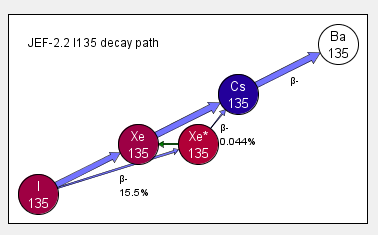 JEF-2.2 I135 decay path
Ba
135
β-
Cs
135
β-
0.044%
Xe
135
Xe*
135
β-
15.5%
I
135